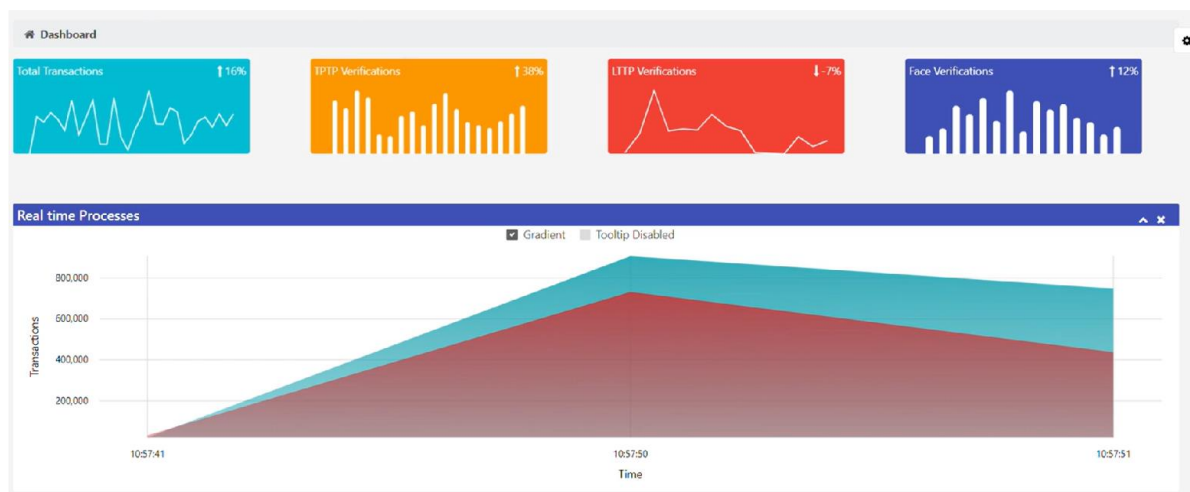 Dashboard
Total Transactions 16%
TPTP Verifications 38%
LTTP Verifications -7%
Face Verifications 12%
Real time Processes
Gradient Tooltip Disabled
800,000
600,000
400,000
200,000
Transactions
10:57:41 10:57:50 10:57:51
Time